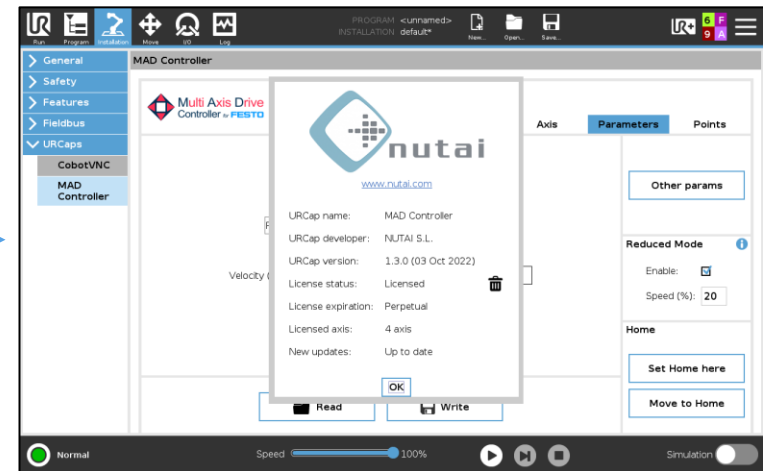 PROGRAM <unnamed>
INSTALLATION default*
Run Program Installation Move I/O Log New... Open... Save...
UR+ 6 F
9 A
General
Safety
Features
Fieldbus
URCaps
CobotVNC
MAD
Controller
MAD Controller
Multi Axis Drive
Controller by FESTO
Axis Parameters Points
nutai
www.nutai.com
URCap name: MAD Controller
URCap developer: NUTAI S.L.
URCap version: 1.3.0 (03 Oct 2022)
License status: Licensed
License expiration: Perpetual
Licensed axis: 4 axis
New updates: Up to date
OK
Velocity (
Read Write
Other params
Reduced Mode
Enable:
Speed (%): 20
Home
Set Home here
Move to Home
Normal Speed 100% Simulation